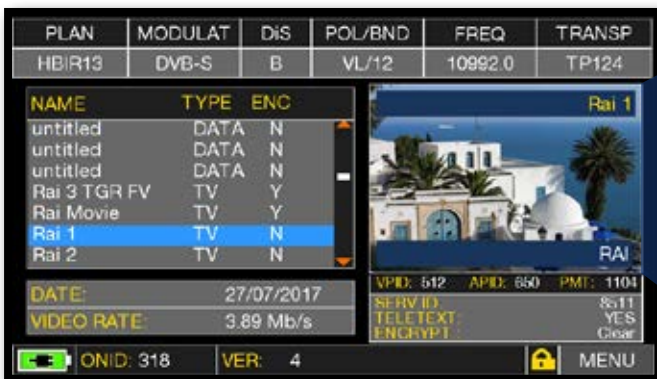 PLAN MODULAT DiS POL/BND FREQ TRANSP
HBIR13 DVB-S B VL/12 10992.0 TP124
NAME TYPE ENC
untitled DATA N
untitled DATA N
untitled DATA N
Rai 3 TGR FV TV Y
Rai Movie TV Y
Rai 1 TV N
Rai 2 TV N
Rai 1
RAI
VPID: 512 APID: 650 PMT: 1104
SERV ID: 8511
TELETEXT: YES
ENCRYPT: Clear
DATE: 27/07/2017
VIDEO RATE: 3.89 Mb/s
ONID: 318 VER: 4 MENU